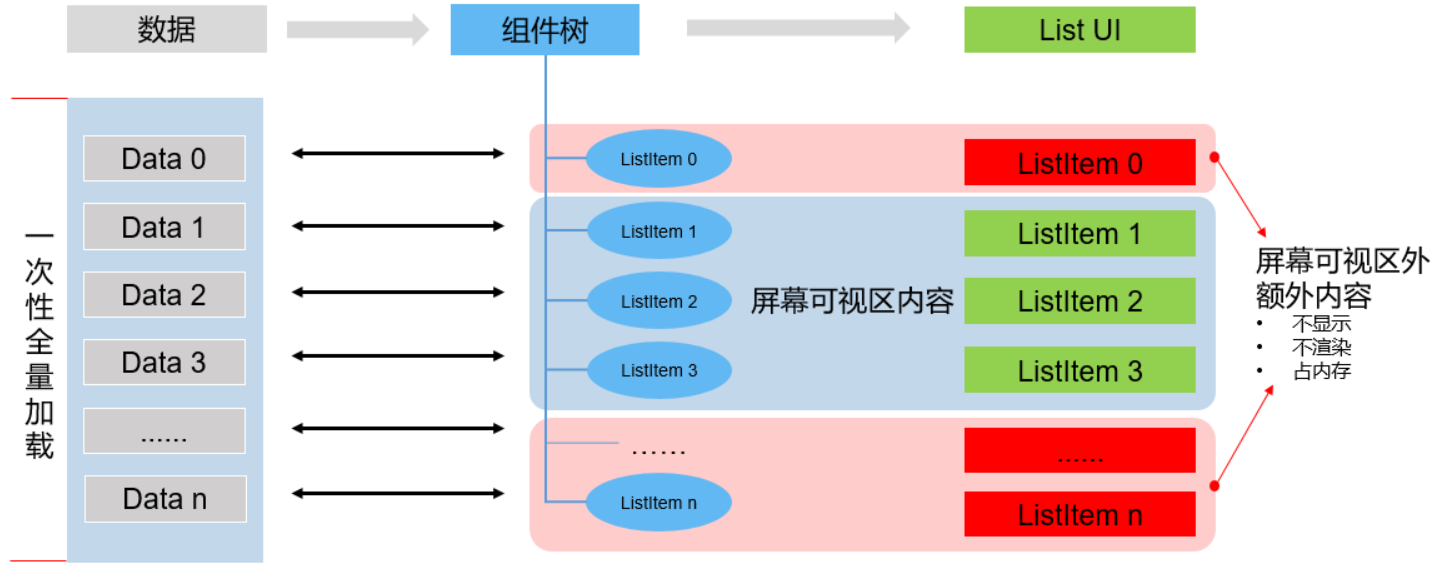 数据
组件树
List UI
一次性全量加载
Data 0
Data 1
Data 2
Data 3
......
Data n
ListItem 0
ListItem 1
ListItem 2
ListItem 3
......
ListItem n
屏幕可视区内容
ListItem 0
ListItem 1
ListItem 2
ListItem 3
......
ListItem n
屏幕可视区外
额外内容
• 不显示
• 不渲染
• 占内存